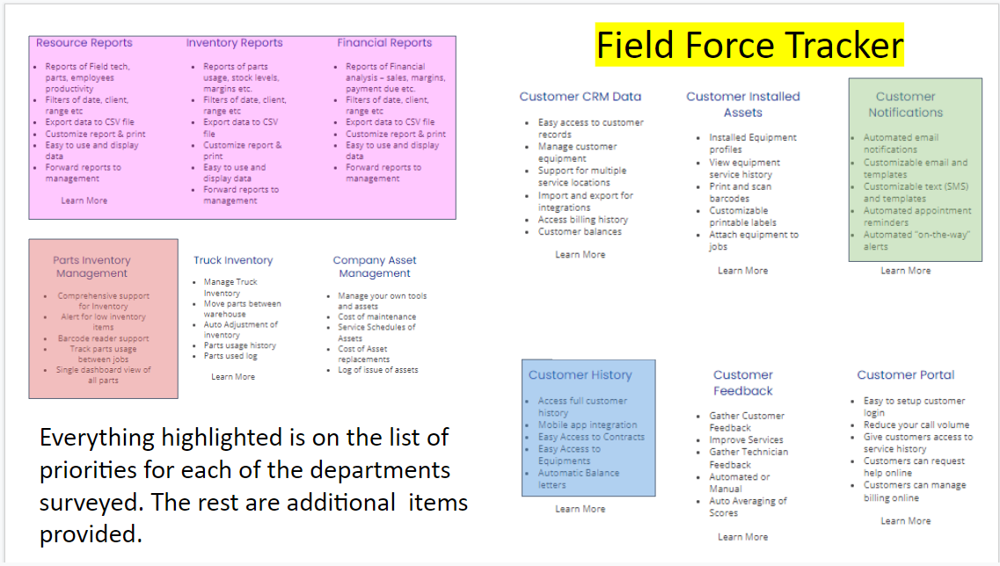 Field Force Tracker
Resource Reports
Reports of Field tech,
parts, employees
productivity
Filters of date, client,
range etc
Export data to CSV file
Customize report & print
Easy to use and display
data
Forward reports to
management
Learn More
Inventory Reports
Reports of parts
usage, stock levels,
margins etc.
Filters of date, client,
range etc
Export data to CSV
file
Customize report &
print
Easy to use and
display data
Forward reports to
management
Financial Reports
Reports of Financial
analysis – sales, margins,
payment due etc.
Filters of date, client,
range etc
Export data to CSV file
Customize report & print
Easy to use and display
data
Forward reports to
management
Customer CRM Data
Easy access to customer
records
Manage customer
equipment
Support for multiple
service locations
Import and export for
integrations
Access billing history
Customer balances
Learn More
Customer Installed
Assets
Installed Equipment
profiles
View equipment
service history
Print and scan
barcodes
Customizable
printable labels
Attach equipment to
jobs
Learn More
Customer
Notifications
Automated email
notifications
Customizable email and
templates
Customizable text (SMS)
and templates
Automated appointment
reminders
Automated “on-the-way”
alerts
Learn More
Parts Inventory
Management
Comprehensive support
for Inventory
Alert for low inventory
items
Barcode reader support
Track parts usage
between jobs
Single dashboard view of
all parts
Truck Inventory
Manage Truck
Inventory
Move parts between
warehouse
Auto Adjustment of
inventory
Parts usage history
Parts used log
Learn More
Company Asset
Management
Manage your own tools
and assets
Cost of maintenance
Service Schedules of
Assets
Cost of Asset
replacements
Log of issue of assets
Customer History
Access full customer
history
Mobile app integration
Easy Access to Contracts
Easy Access to
Equipments
Automatic Balance
letters
Learn More
Customer
Feedback
Gather Customer
Feedback
Improve Services
Gather Technician
Feedback
Automated or
Manual
Auto Averaging of
Scores
Learn More
Customer Portal
Easy to setup customer
login
Reduce your call volume
Give customers access to
service history
Customers can request
help online
Customers can manage
billing online
Learn More
Everything highlighted is on the list of
priorities for each of the departments
surveyed. The rest are additional  items
provided.